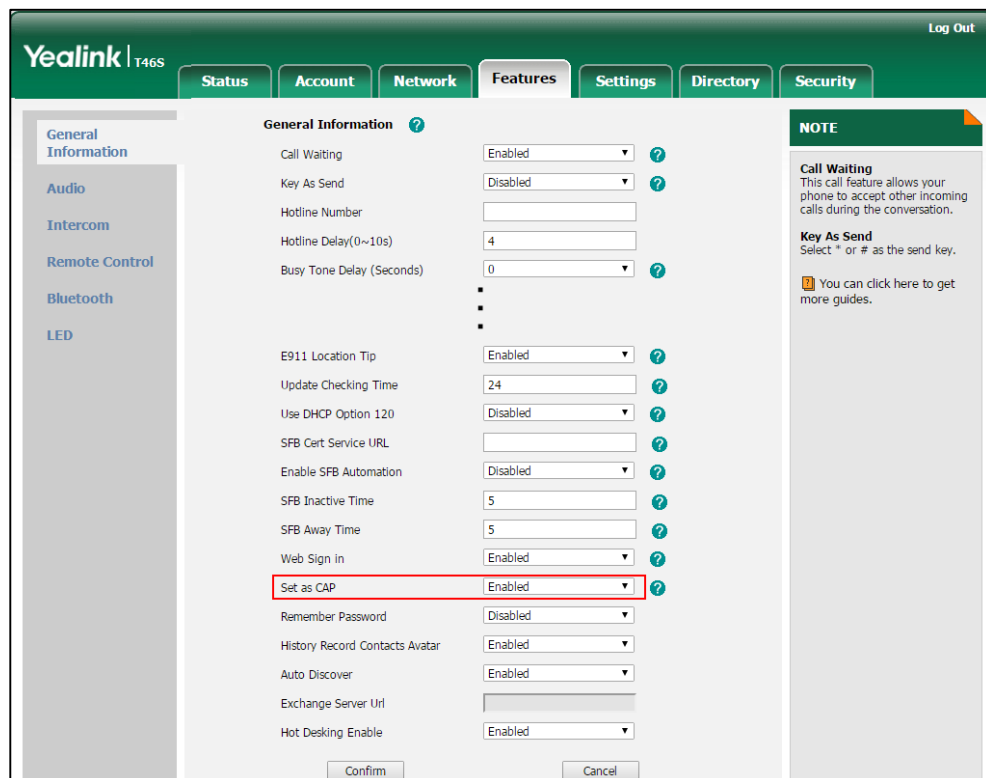 Log Out
Yealink | T46S
Status Account Network Features Settings Directory Security
General
Information
Audio
Intercom
Remote Control
Bluetooth
LED
General Information ?
Call Waiting Enabled ?
Key As Send Disabled ?
Hotline Number
Hotline Delay(0~10s) 4
Busy Tone Delay (Seconds) 0 ?
E911 Location Tip Enabled ?
Update Checking Time 24 ?
Use DHCP Option 120 Disabled ?
SFB Cert Service URL ?
Enable SFB Automation Disabled ?
SFB Inactive Time 5 ?
SFB Away Time 5 ?
Web Sign in Enabled ?
Set as CAP Enabled ?
Remember Password Disabled
History Record Contacts Avatar Enabled
Auto Discover Enabled
Exchange Server Url
Hot Desking Enable Enabled
Confirm Cancel
NOTE
Call Waiting
This call feature allows your
phone to accept other incoming
calls during the conversation.
Key As Send
Select * or # as the send key.
? You can click here to get
more guides.